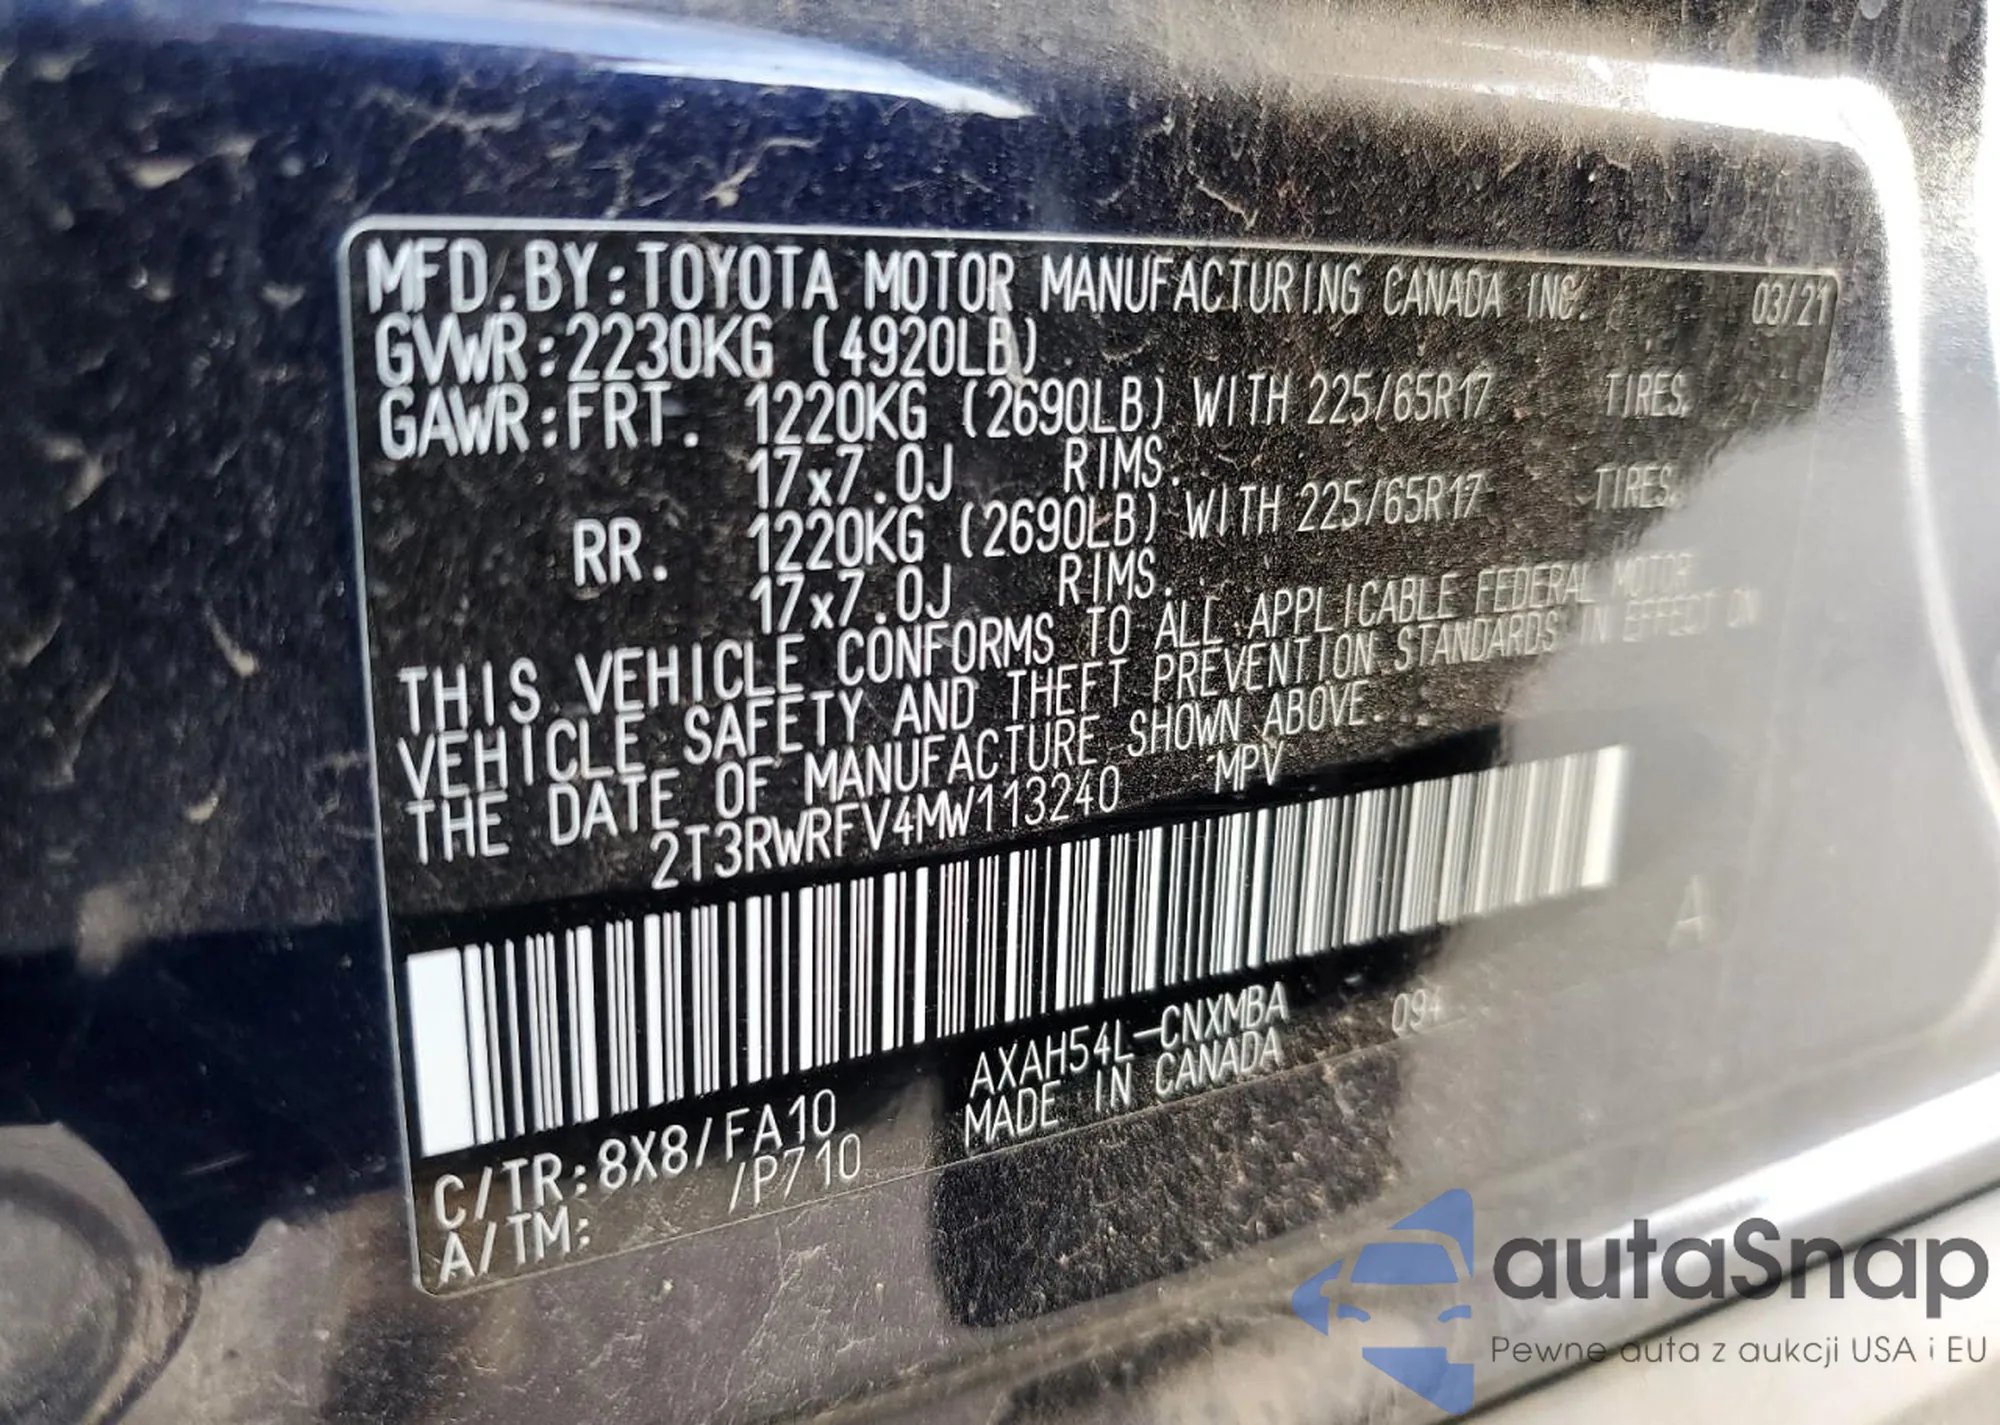 MFD.BY:TOYOTA MOTOR MANUFACTURING CANADA INC. 03/21
GVWR:2230KG (4920LB)
GAWR:FRT. 1220KG (2690LB) WITH 225/65R17 TIRES,
17x7.0J RIMS.
RR. 1220KG (2690LB) WITH 225/65R17 TIRES,
17x7.0J RIMS.
THIS VEHICLE CONFORMS TO ALL APPLICABLE FEDERAL MOTOR
VEHICLE SAFETY AND THEFT PREVENTION STANDARDS IN EFFECT ON
THE DATE OF MANUFACTURE SHOWN ABOVE.
2T3RWRFV4MW113240 MPV
A
AXAH54L-CNXMBA 094
C/TR:8X8/FA10 MADE IN CANADA
A/TM: /P710
autoSnap
Pewne auta z aukcji USA i EU